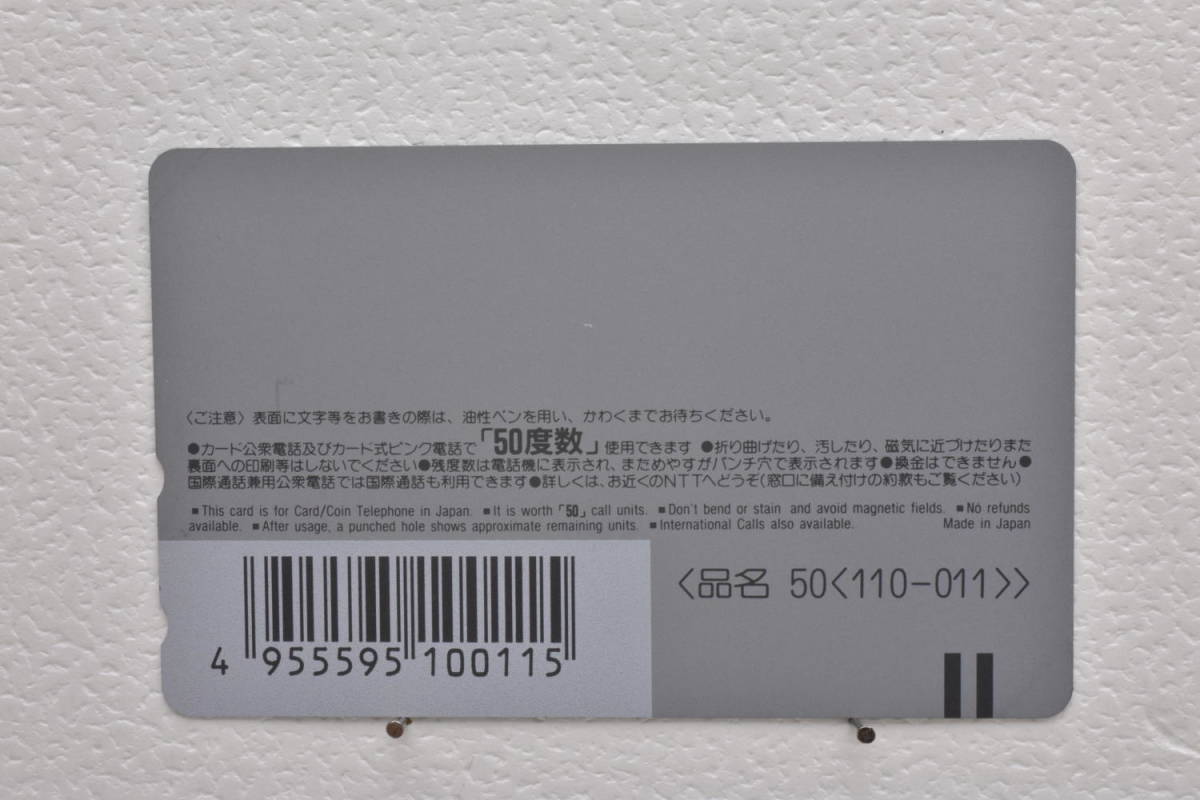 〈ご注意〉表面に文字等をお書きの際は、油性ペンを用い、かわくまでお待ちください。
●カード公衆電話及びカード式ピンク電話で「50度数」使用できます ●折り曲げたり、汚したり、磁気に近づけたりまた
裏面への印刷等はしないでください●残度数は電話機に表示され、まためやすがパンチ穴で表示されます●換金はできません●
国際通話兼用公衆電話では国際通話も利用できます●詳しくは、お近くのNTTへどうぞ(窓口に備え付けの約款もご覧ください)
■This card is for Card/Coin Telephone in Japan. ■It is worth「50」call units. ■Don't bend or stain and avoid magnetic fields. ■No refunds
available. ■After usage, a punched hole shows approximate remaining units. ■International Calls also available. Made in Japan
〈品名 50〈110-011〉〉
4 955595 100115